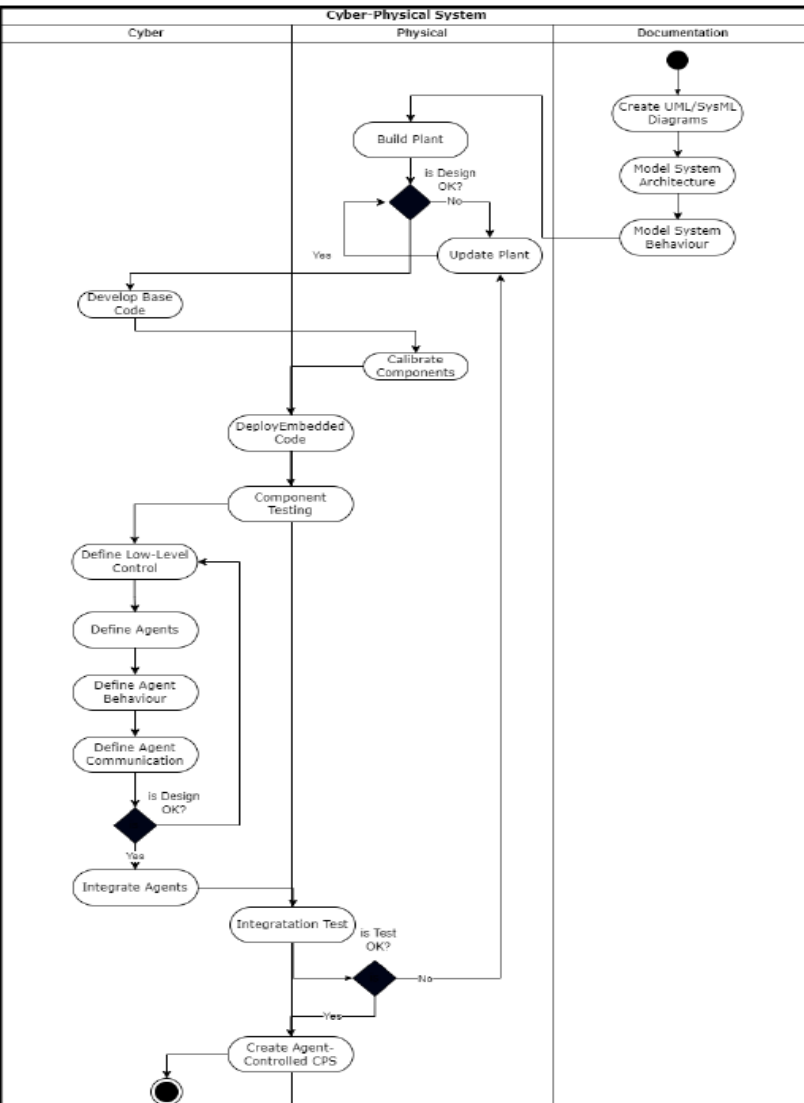 Cyber-Physical System
Cyber
Physical
Documentation
Create UML/SysML
Diagrams
Build Plant
is Design
OK?
No
Model System
Architecture
Model System
Behaviour
Yes
Update Plant
Develop Base
Code
Calibrate
Components
DeployEmbedded
Code
Component
Testing
Define Low-Level
Control
Define Agents
Define Agent
Behaviour
Define Agent
Communication
is Design
OK?
Yes
Integrate Agents
Integratation Test
is Test
OK?
No
Yes
Create Agent-
Controlled CPS